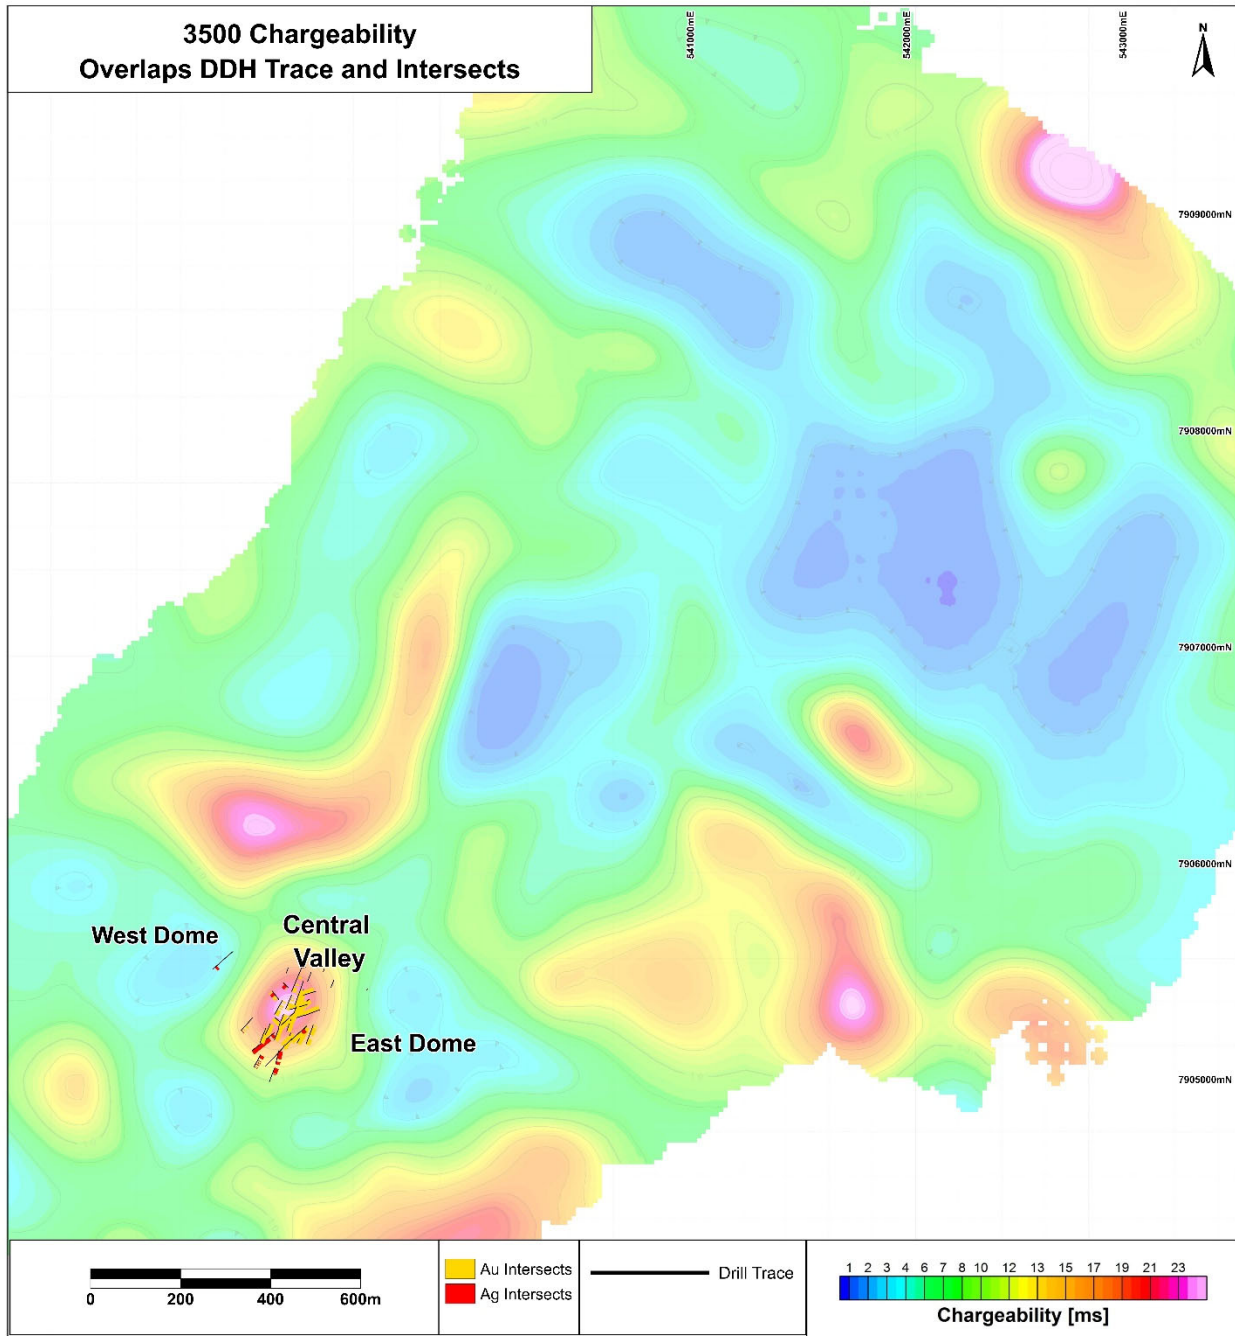 3500 Chargeability
Overlaps DDH Trace and Intersects
541000mE
542000mE
543000mE
N
7909000mN
7908000mN
7907000mN
7906000mN
7905000mN
West Dome
Central
Valley
East Dome
0 200 400 600m
Au Intersects
Ag Intersects
Drill Trace
1 2 3 4 6 7 8 10 12 13 15 17 19 21 23
Chargeability [ms]